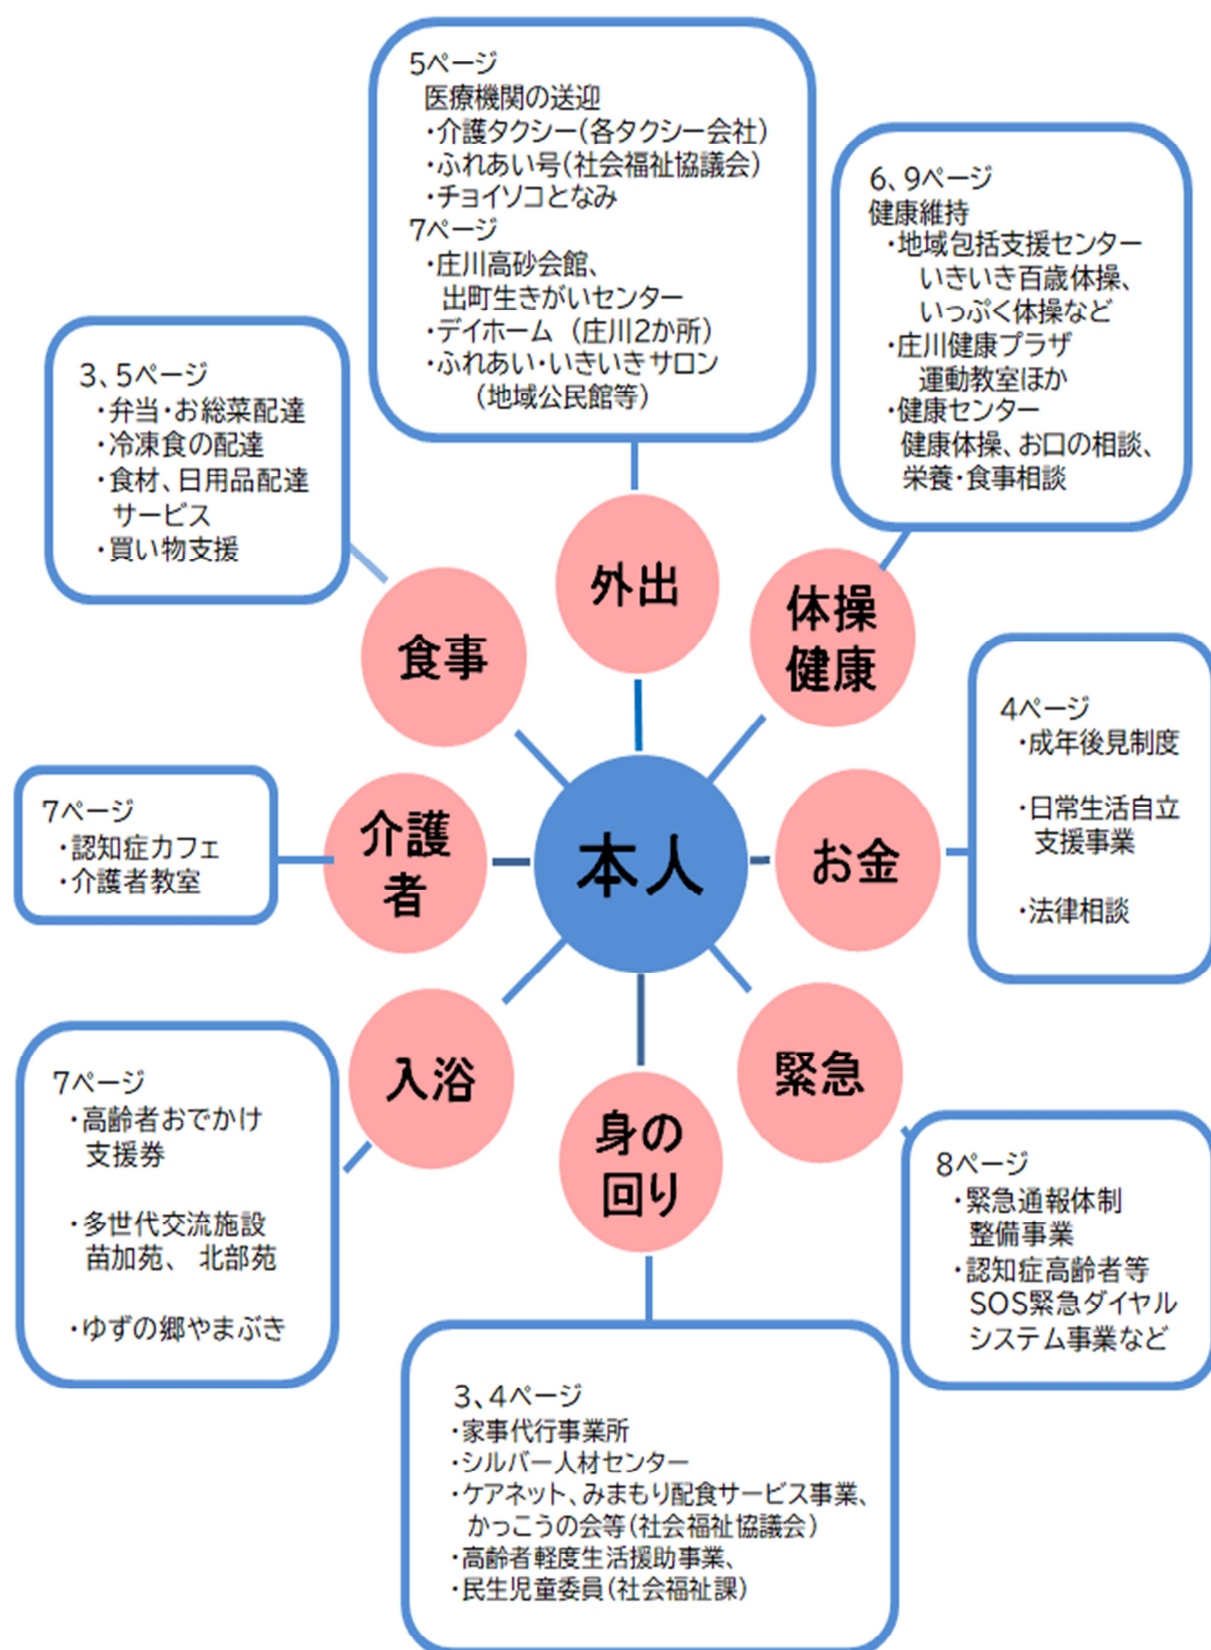 5ページ
医療機関の送迎
・介護タクシー(各タクシー会社)
・ふれあい号(社会福祉協議会)
・チョイソコとなみ
7ページ
・庄川高砂会館、
出町生きがいセンター
・デイホーム (庄川2か所)
・ふれあい・いきいきサロン
(地域公民館等)
6、9ページ
健康維持
・地域包括支援センター
いきいき百歳体操、
いっぷく体操など
・庄川健康プラザ
運動教室ほか
・健康センター
健康体操、お口の相談、
栄養・食事相談
3、5ページ
・弁当・お総菜配達
・冷凍食の配達
・食材、日用品配達
サービス
・買い物支援
外出
体操
健康
食事
4ページ
・成年後見制度
・日常生活自立
支援事業
・法律相談
7ページ
・認知症カフェ
・介護者教室
介護
者
本人
お金
入浴
緊急
身の
回り
7ページ
・高齢者おでかけ
支援券
・多世代交流施設
苗加苑、 北部苑
・ゆずの郷やまぶき
8ページ
・緊急通報体制
整備事業
・認知症高齢者等
SOS緊急ダイヤル
システム事業など
3、4ページ
・家事代行事業所
・シルバー人材センター
・ケアネット、みまもり配食サービス事業、
かっこうの会等(社会福祉協議会)
・高齢者軽度生活援助事業、
・民生児童委員(社会福祉課)